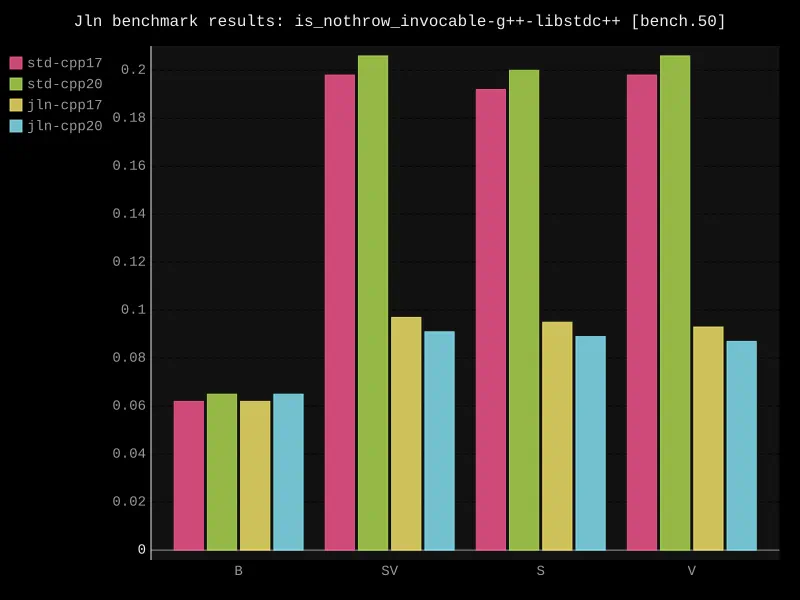 Jln benchmark results: is_nothrow_invocable-g++-libstdc++ [bench.50]
std-cpp17
std-cpp20
jln-cpp17
jln-cpp20
0.2
0.18
0.16
0.14
0.12
0.1
0.08
0.06
0.04
0.02
0
B SV S V